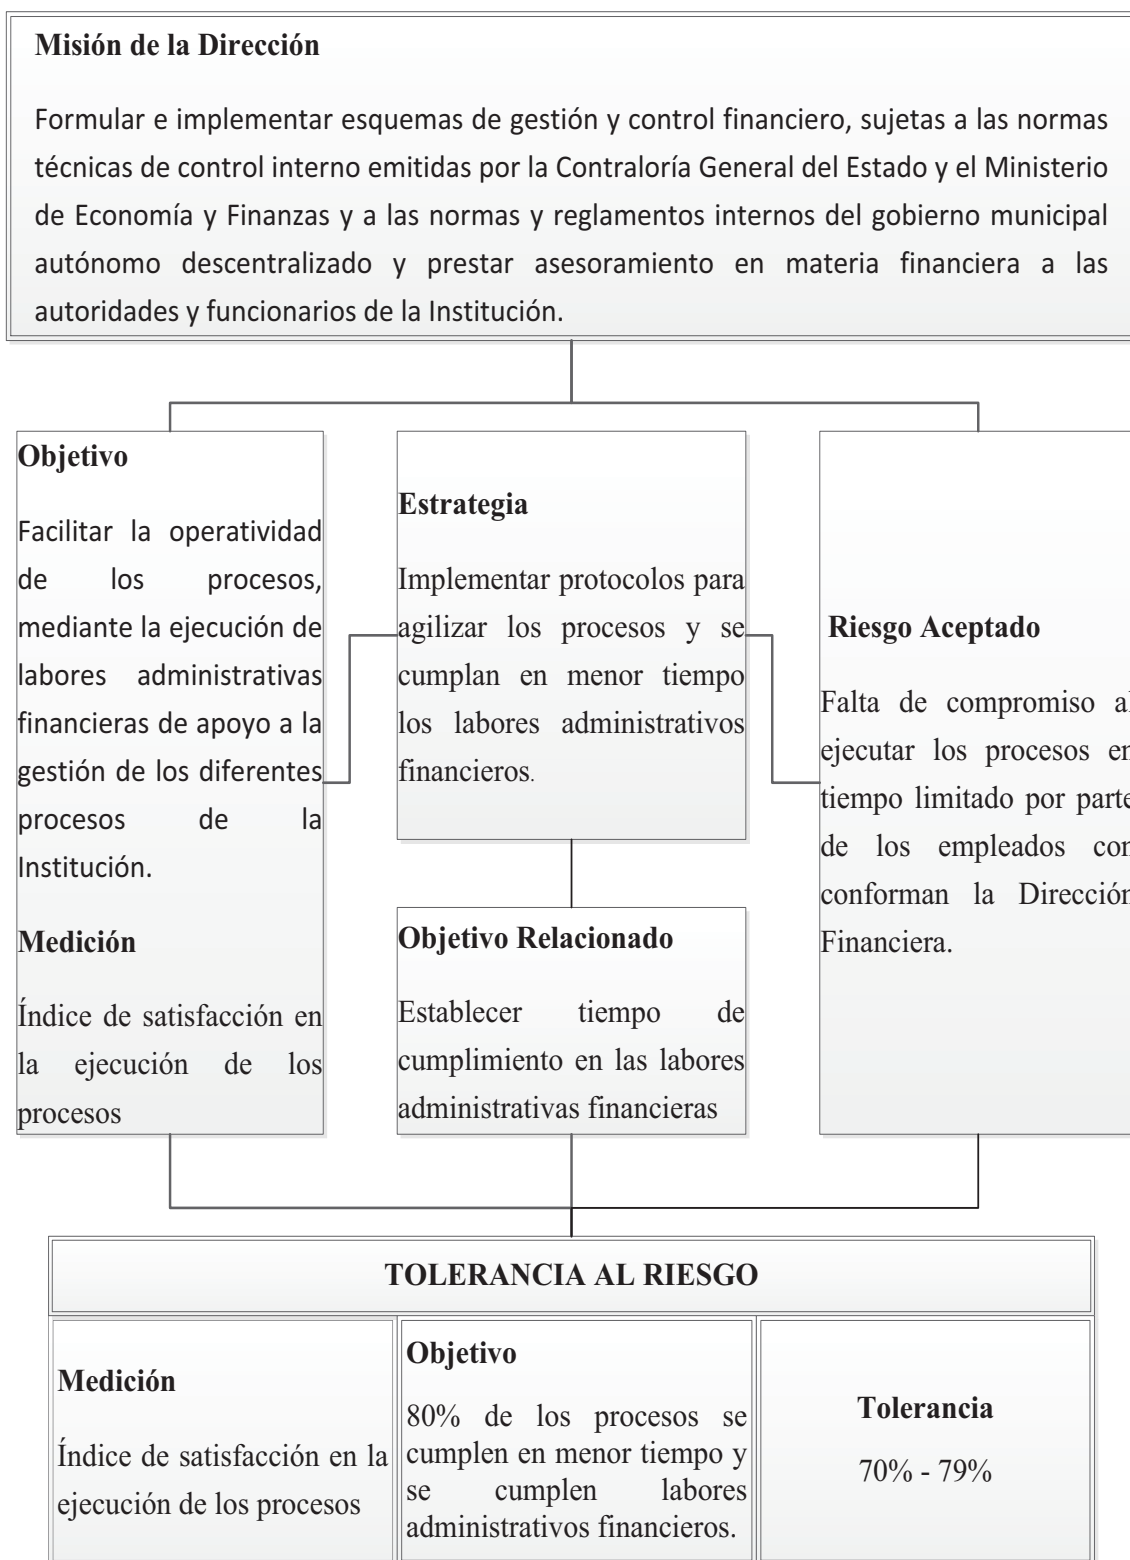 Misión de la Dirección
Formular e implementar esquemas de gestión y control financiero, sujetas a las normas
técnicas de control interno emitidas por la Contraloría General del Estado y el Ministerio
de Economía y Finanzas y a las normas y reglamentos internos del gobierno municipal
autónomo descentralizado y prestar asesoramiento en materia financiera a las
autoridades y funcionarios de la Institución.
Objetivo
Facilitar la operatividad
de los procesos,
mediante la ejecución de
labores administrativas
financieras de apoyo a la
gestión de los diferentes
procesos de la
Institución.
Medición
Índice de satisfacción en
la ejecución de los
procesos
Estrategia
Implementar protocolos para
agilizar los procesos y se
cumplan en menor tiempo
los labores administrativos
financieros.
Objetivo Relacionado
Establecer tiempo de
cumplimiento en las labores
administrativas financieras
Riesgo Aceptado
Falta de compromiso al
ejecutar los procesos en
tiempo limitado por parte
de los empleados con
conforman la Dirección
Financiera.
TOLERANCIA AL RIESGO
Medición
Índice de satisfacción en la
ejecución de los procesos
Objetivo
80% de los procesos se
cumplen en menor tiempo y
se cumplen labores
administrativos financieros.
Tolerancia
70% - 79%